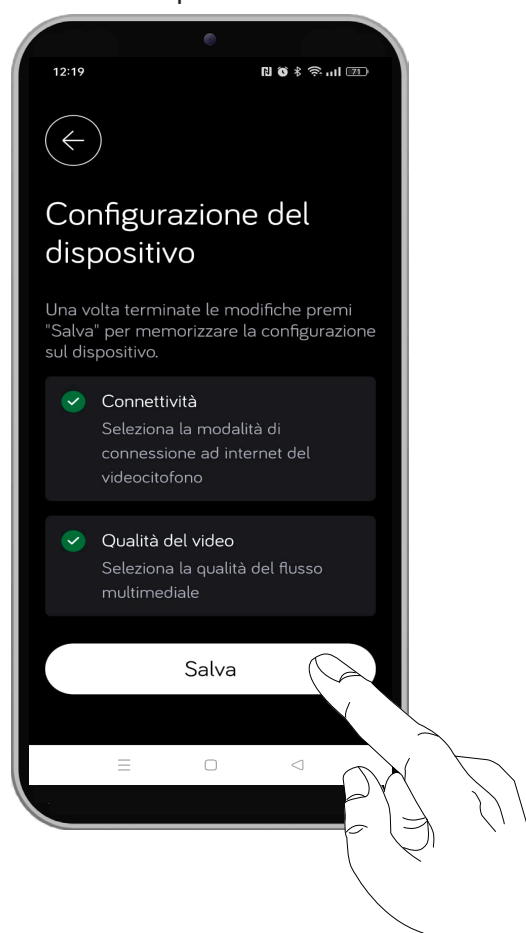 12:19
71
Configurazione del
dispositivo
Una volta terminate le modifiche premi
"Salva" per memorizzare la configurazione
sul dispositivo.
Connettività
Seleziona la modalità di
connessione ad internet del
videocitofono
Qualità del video
Seleziona la qualità del flusso
multimediale
Salva